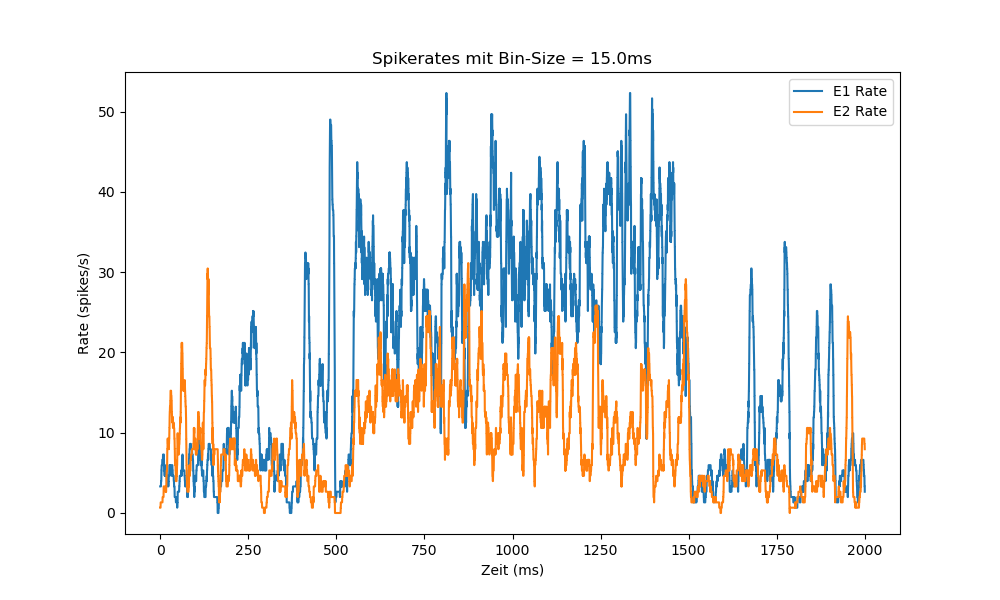 Spikerates mit Bin-Size = 15.0ms
E1 Rate
E2 Rate
50
40
30
20
10
0
Rate (spikes/s)
0 250 500 750 1000 1250 1500 1750 2000
Zeit (ms)